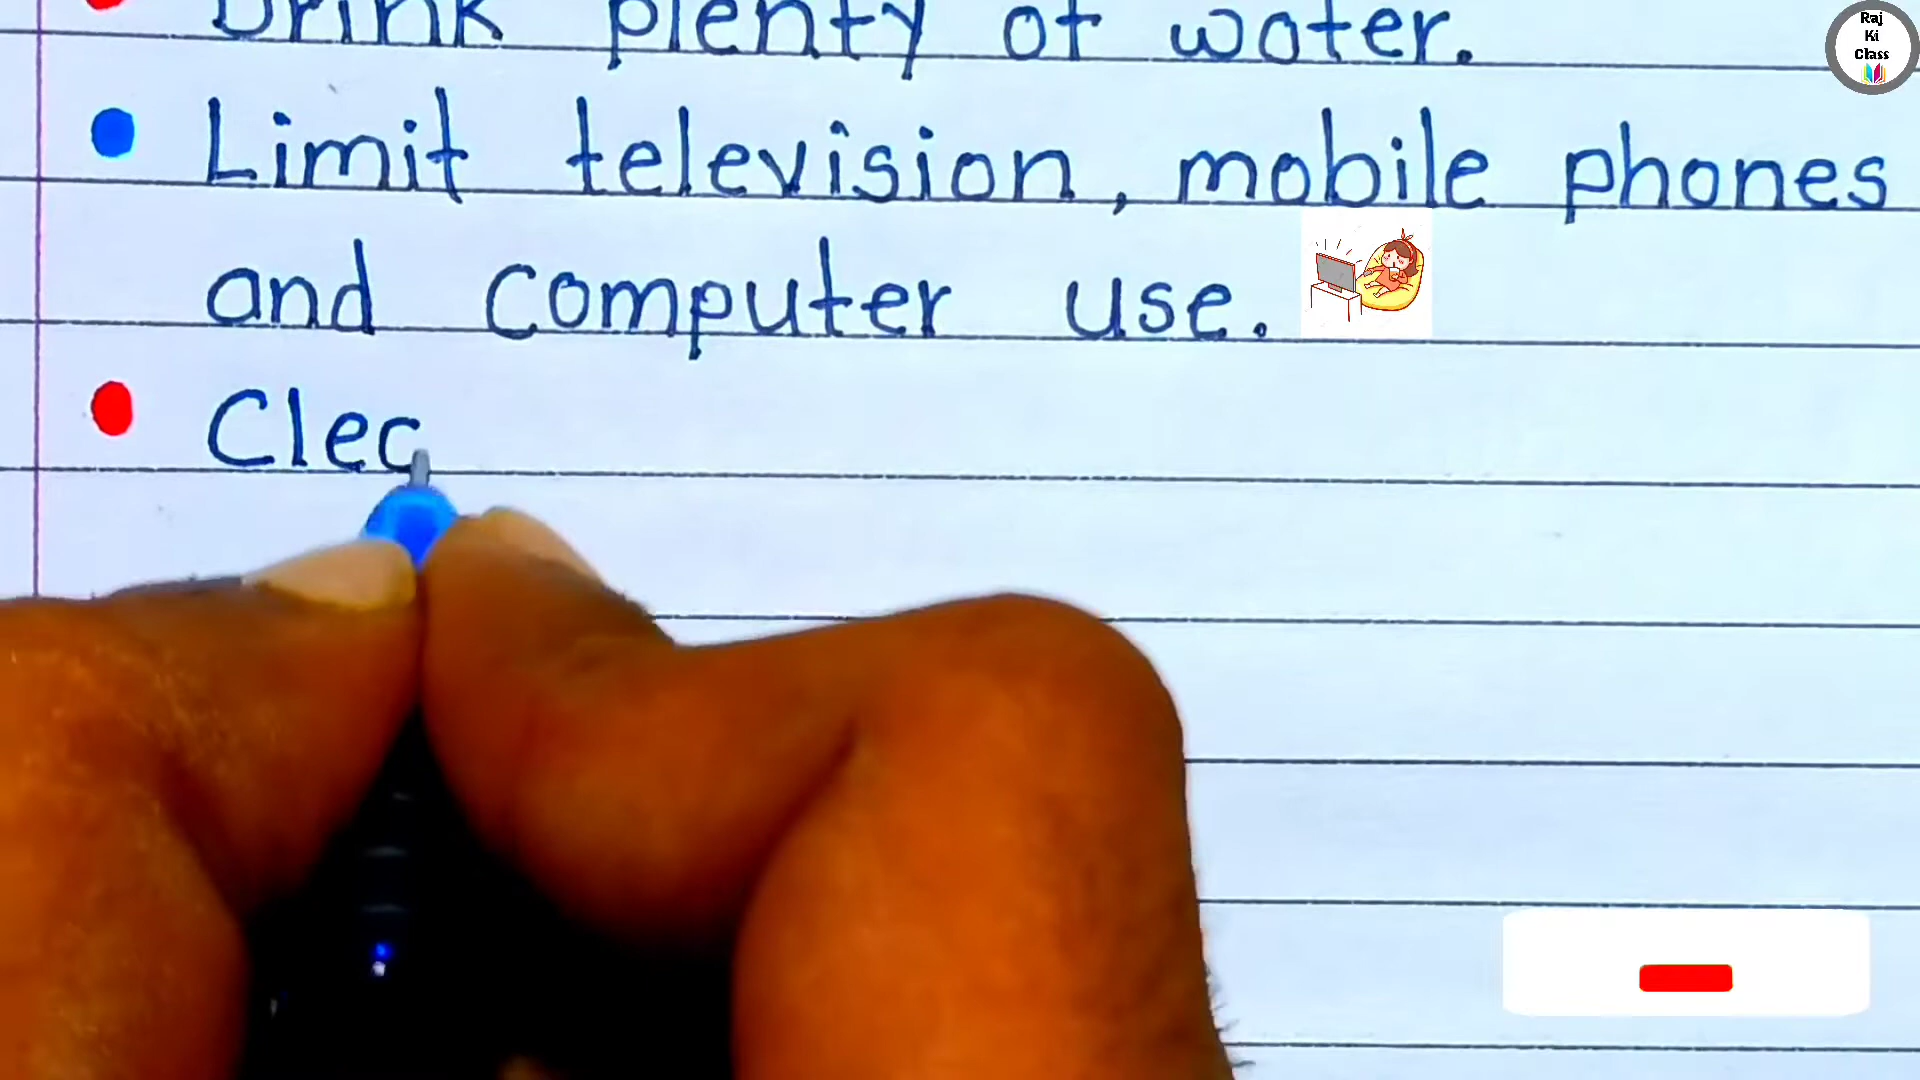 Drink plenty of water.
Limit television, mobile phones
and computer use.
Clec
Raj
Ki
Class